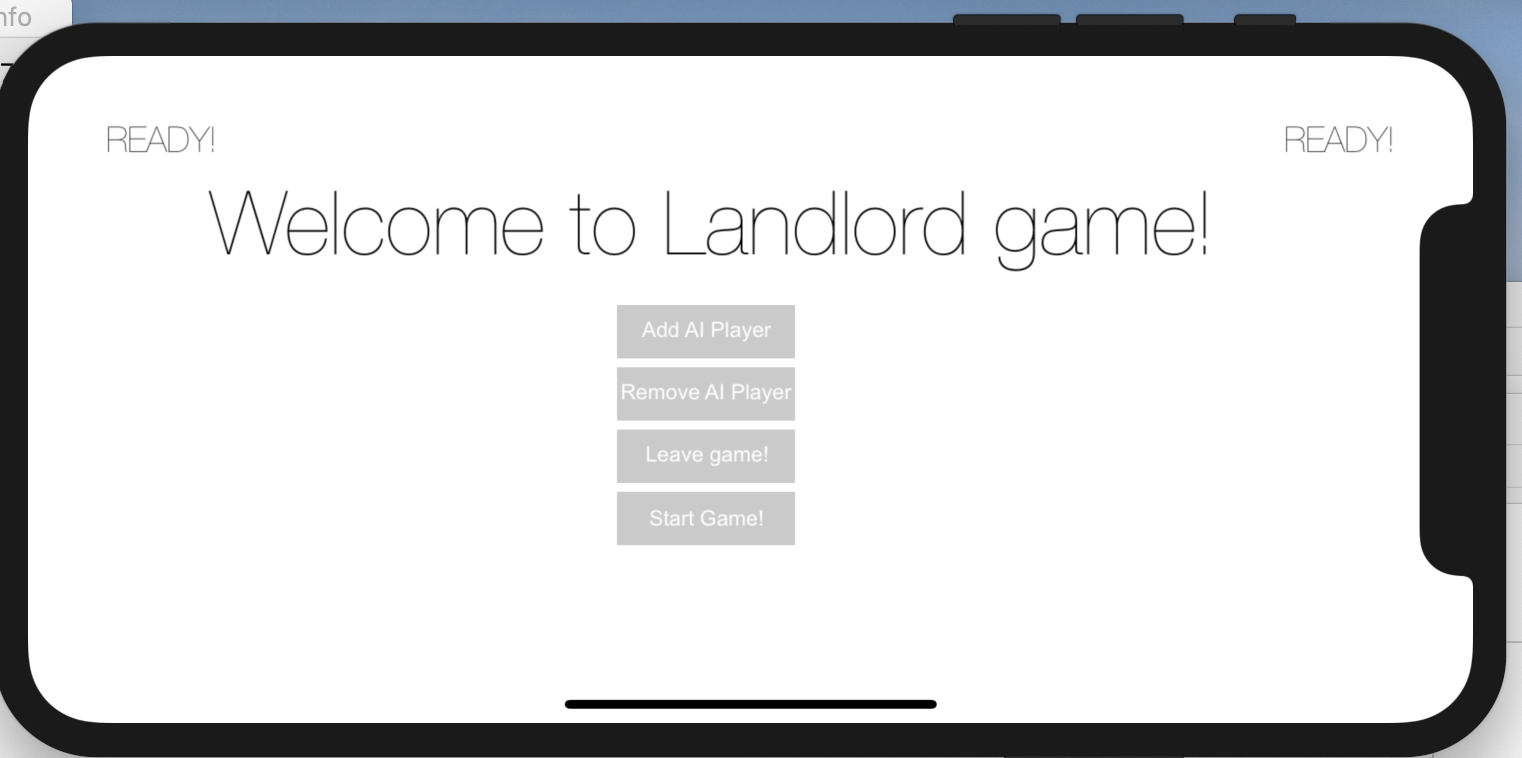 nfo
READY!
READY!
Welcome to Landlord game!
Add AI Player
Remove AI Player
Leave game!
Start Game!